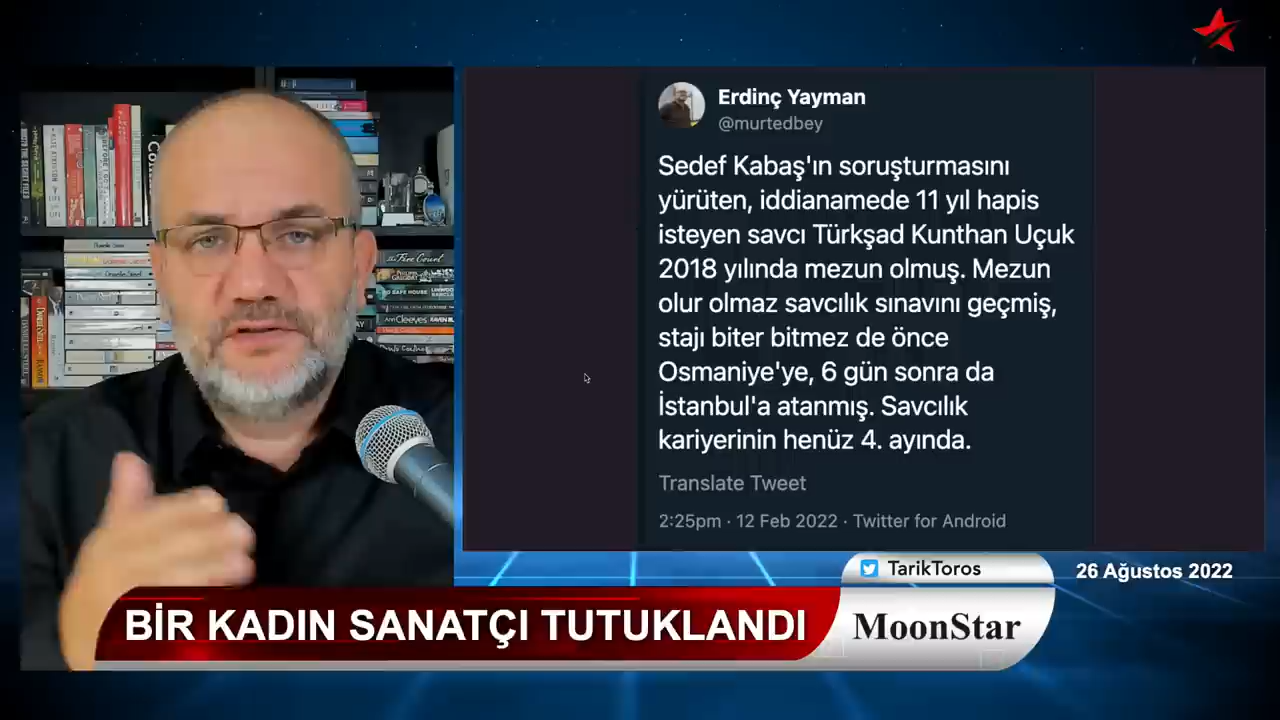 Erdinç Yayman
@murtedbey
Sedef Kabaş'ın soruşturmasını
yürüten, iddianamede 11 yıl hapis
isteyen savcı Türkşad Kunthan Uçuk
2018 yılında mezun olmuş. Mezun
olur olmaz savcılık sınavını geçmiş,
stajı biter bitmez de önce
Osmaniye'ye, 6 gün sonra da
İstanbul'a atanmış. Savcılık
kariyerinin henüz 4. ayında.
Translate Tweet
2:25pm · 12 Feb 2022 · Twitter for Android
TarikToros
26 Ağustos 2022
BİR KADIN SANATÇI TUTUKLANDI
MoonStar